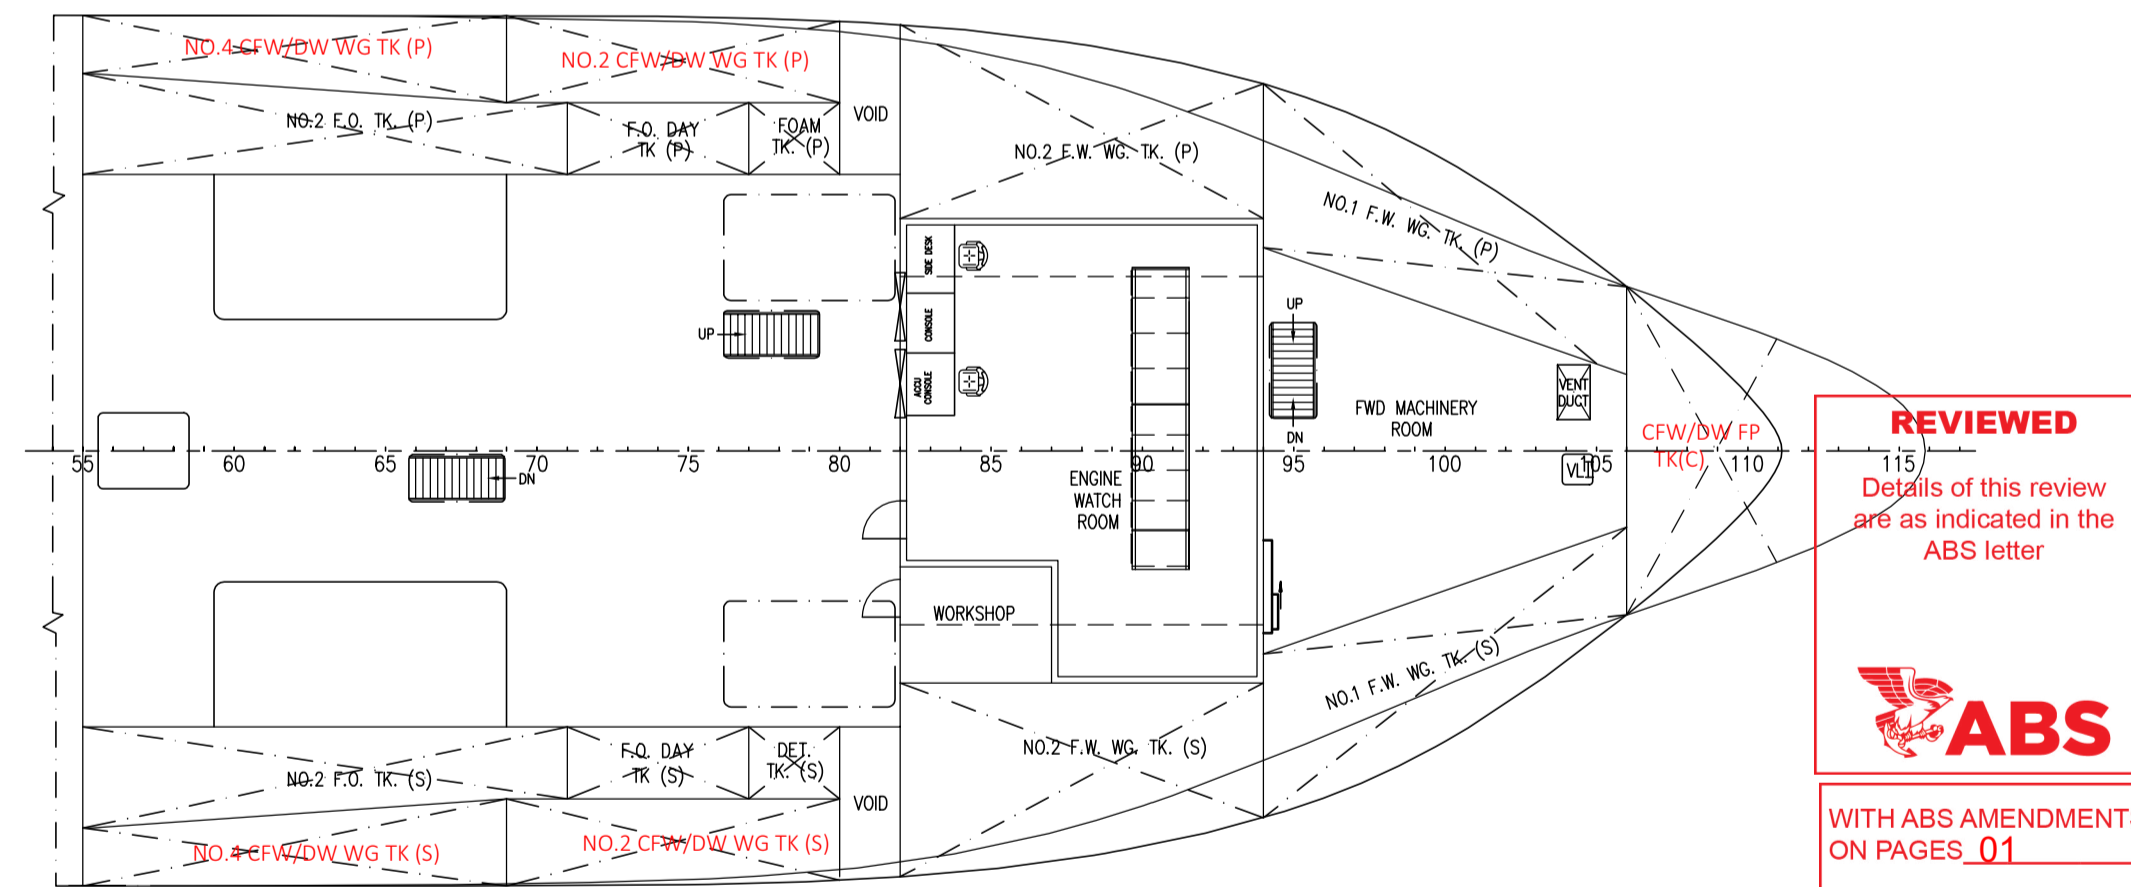 NO.4 CFW/DW WG TK (P)
NO.2 CFW/DW WG TK (P)
NO.2 F.O. TK. (P)
F.O. DAY
TK (P)
FOAM
TK. (P)
VOID
NO.2 F.W. WG. TK. (P)
NO.1 F.W. WG. TK. (P)
SIDE DESK
CONSOLE
ACCU
CONSOLE
UP
UP
DN
VENT
DUCT
FWD MACHINERY
ROOM
CFW/DW FP
TK(C)
55 60 65 70 75 80 85 90 95 100 105 110 115
DN
VLT
ENGINE
WATCH
ROOM
WORKSHOP
NO.1 F.W. WG. TK. (S)
NO.2 F.W. WG. TK. (S)
NO.2 F.O. TK. (S)
F.O. DAY
TK (S)
DET.
TK. (S)
VOID
NO.4 CFW/DW WG TK (S)
NO.2 CFW/DW WG TK (S)
REVIEWED
Details of this review
are as indicated in the
ABS letter
ABS
WITH ABS AMENDMENTS
ON PAGES 01